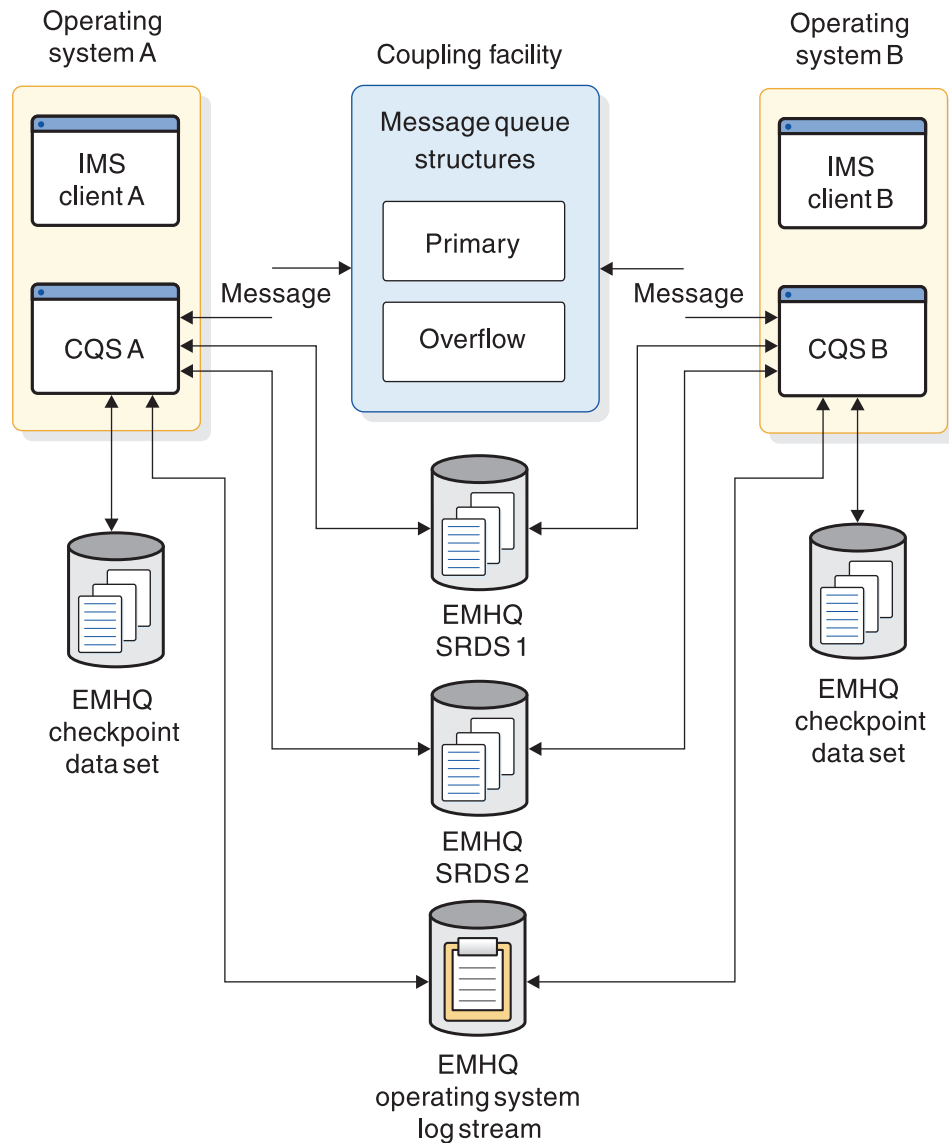 Operating
system A
Coupling facility
Operating
system B
IMS
client A
Message queue
structures
Primary
Overflow
IMS
client B
Message
Message
CQS A
CQS B
EMHQ
SRDS 1
EMHQ
checkpoint
data set
EMHQ
checkpoint
data set
EMHQ
SRDS 2
EMHQ
operating system
log stream